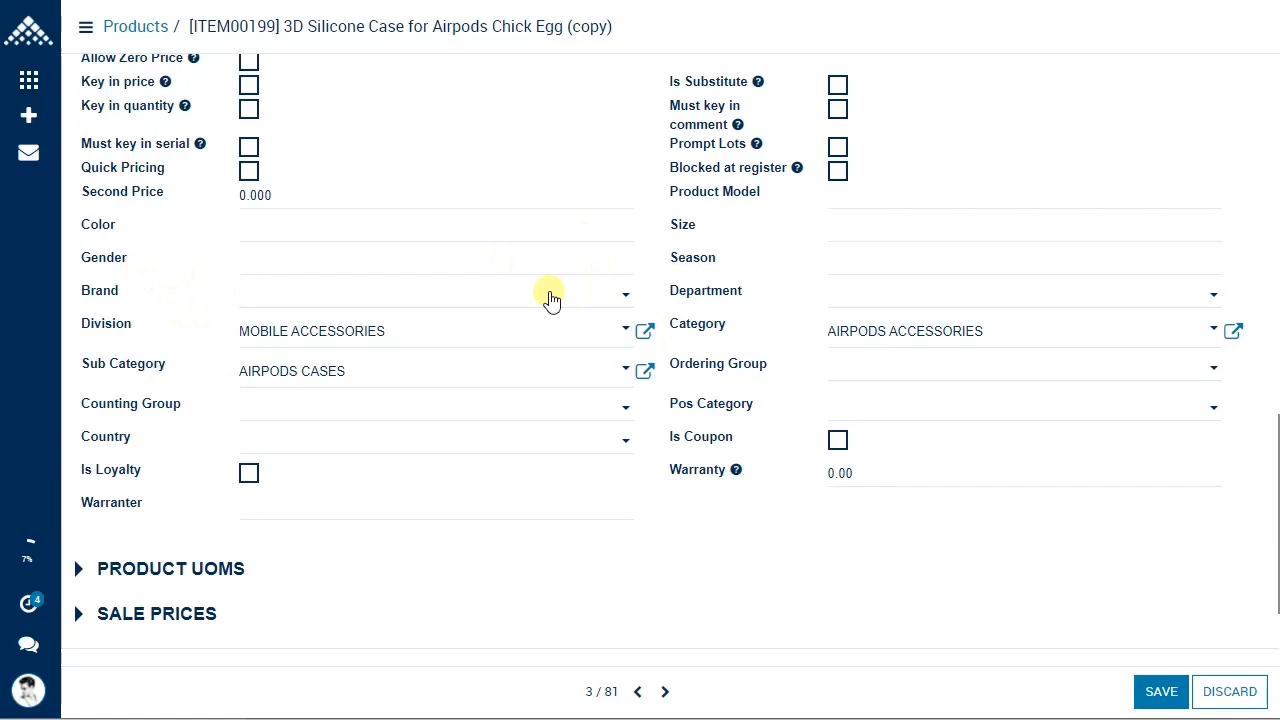 Products / [ITEM00199] 3D Silicone Case for Airpods Chick Egg (copy)
Allow Zero Price
Key in price
Is Substitute
Key in quantity
Must key in
comment
Must key in serial
Prompt Lots
Quick Pricing
Blocked at register
Second Price 0.000
Product Model
Color
Size
Gender
Season
Brand
Department
Division MOBILE ACCESSORIES
Category AIRPODS ACCESSORIES
Sub Category AIRPODS CASES
Ordering Group
Counting Group
Pos Category
Country
Is Coupon
Is Loyalty
Warranty 0.00
Warranter
PRODUCT UOMS
SALE PRICES
7%
4
3 / 81
SAVE
DISCARD